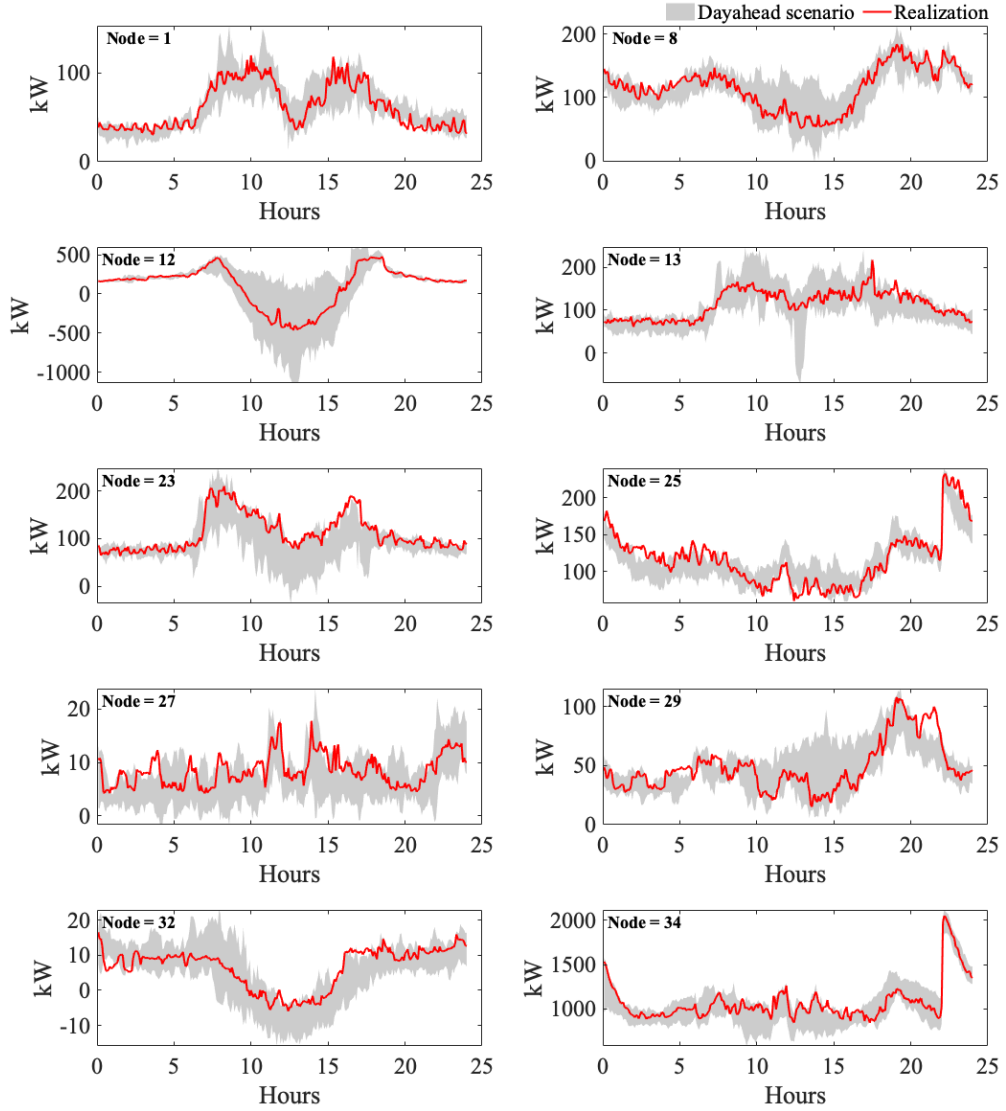 Dayahead scenario Realization
Node = 1
100
0
kW
0 5 10 15 20 25
Hours
Node = 8
200
100
0
kW
0 5 10 15 20 25
Hours
Node = 12
500
0
-500
-1000
kW
0 5 10 15 20 25
Hours
Node = 13
200
100
0
kW
0 5 10 15 20 25
Hours
Node = 23
200
100
0
kW
0 5 10 15 20 25
Hours
Node = 25
200
150
100
kW
0 5 10 15 20 25
Hours
Node = 27
20
10
0
kW
0 5 10 15 20 25
Hours
Node = 29
100
50
0
kW
0 5 10 15 20 25
Hours
Node = 32
20
10
0
-10
kW
0 5 10 15 20 25
Hours
Node = 34
2000
1500
1000
kW
0 5 10 15 20 25
Hours